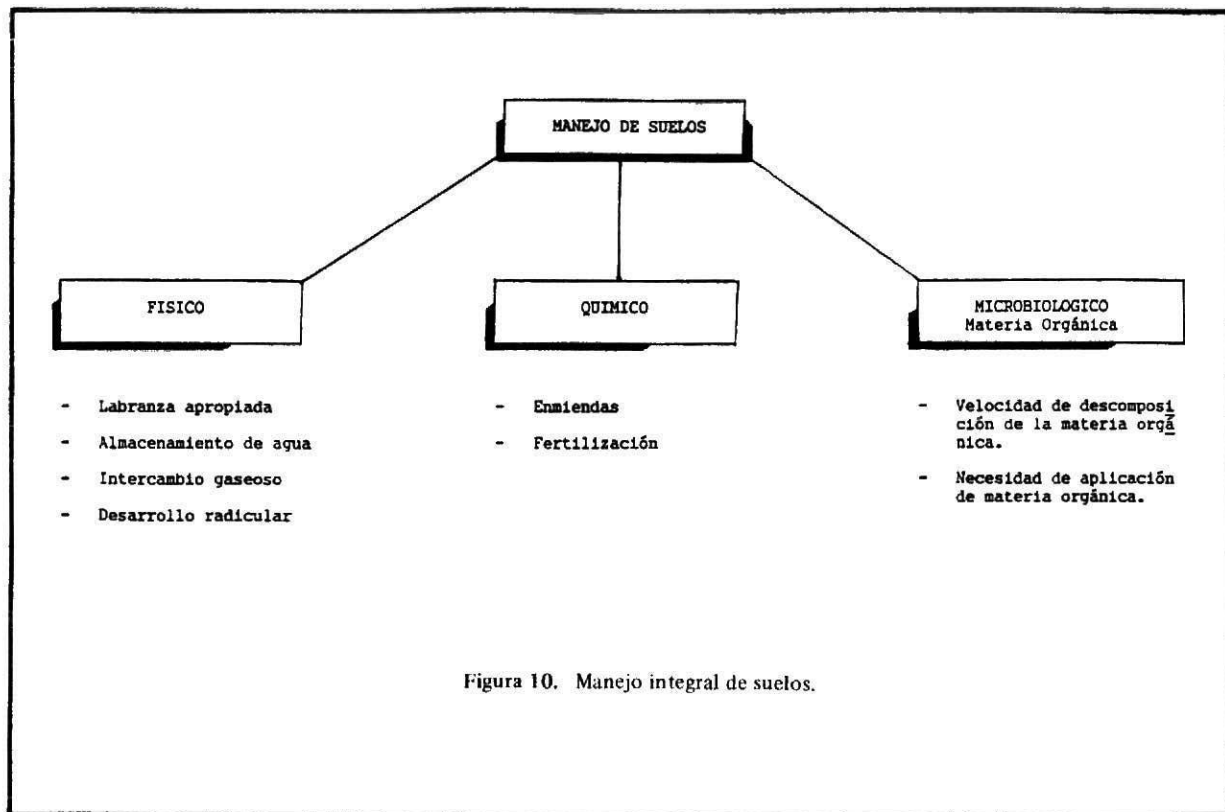 MANEJO DE SUELOS
FISICO
- Labranza apropiada
- Almacenamiento de agua
- Intercambio gaseoso
- Desarrollo radicular
QUIMICO
- Enmiendas
- Fertilización
MICROBIOLOGICO
Materia Orgánica
- Velocidad de descomposi
ción de la materia orgá
nica.
- Necesidad de aplicación
de materia orgánica.
Figura 10. Manejo integral de suelos.